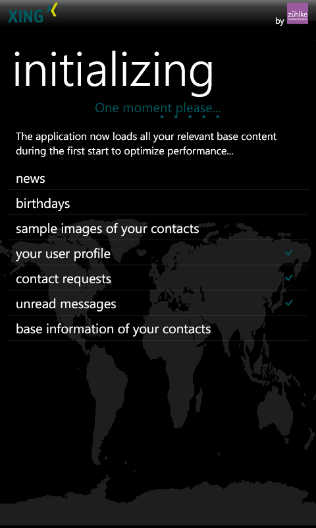 XING
by zühlke
initializing
One moment please...
The application now loads all your relevant base content
during the first start to optimize performance...
news
birthdays
sample images of your contacts
your user profile
contact requests
unread messages
base information of your contacts